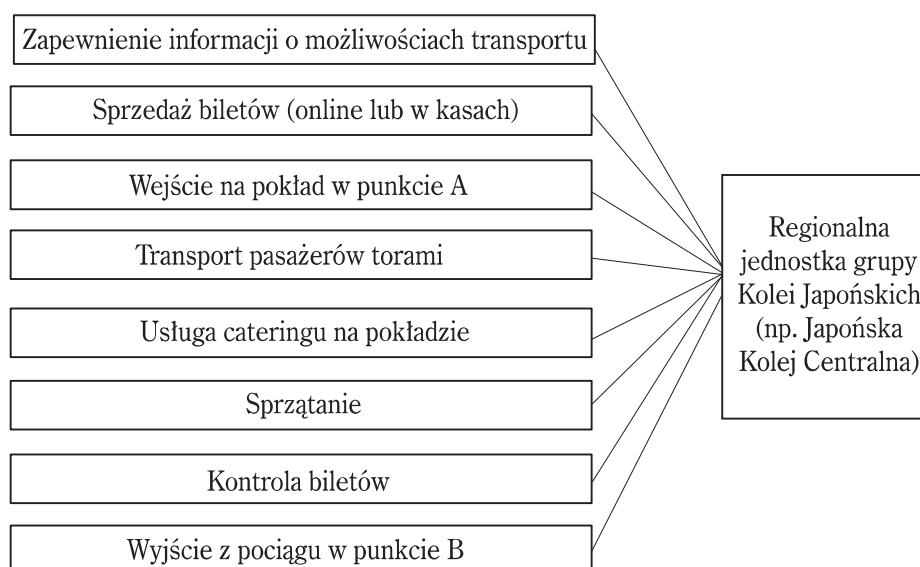 Zapewnienie informacji o możliwościach transportu
Sprzedaż biletów (online lub w kasach)
Wejście na pokład w punkcie A
Transport pasażerów torami
Usługa cateringu na pokładzie
Sprzątanie
Kontrola biletów
Wyjście z pociągu w punkcie B
Regionalna
jednostka grupy
Kolei Japońskich
(np. Japońska
Kolej Centralna)